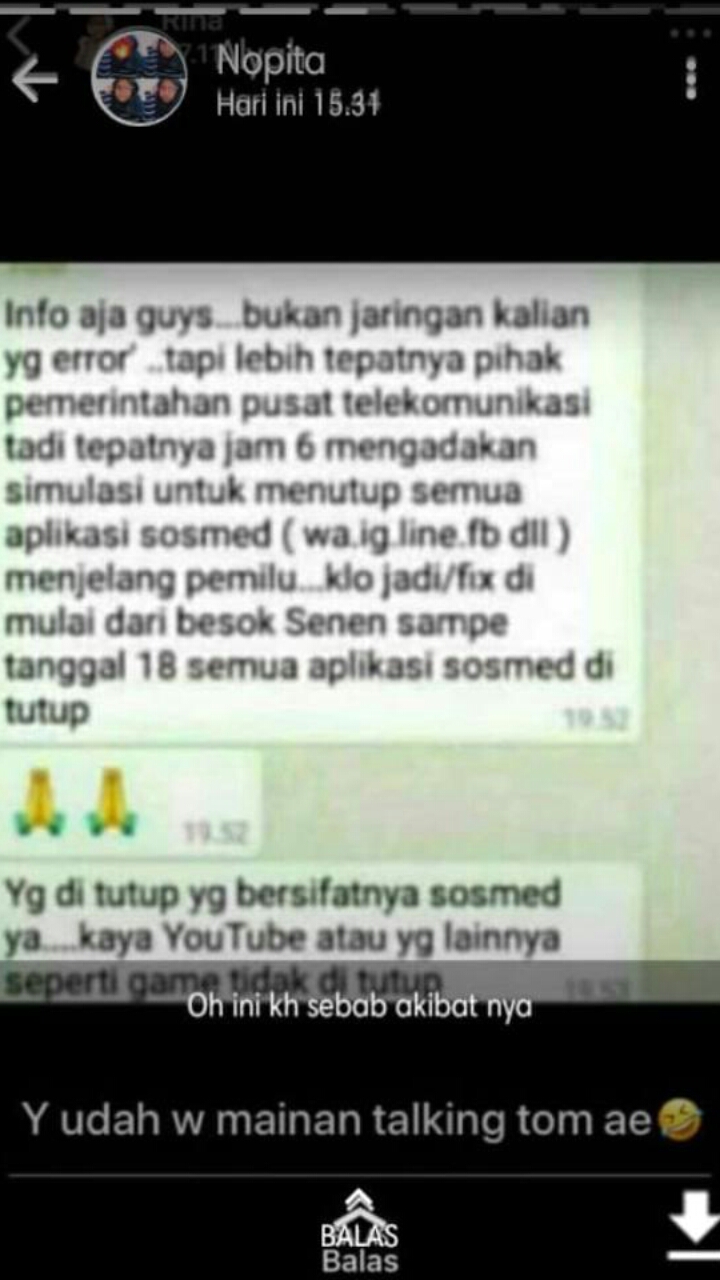 Rina
Nopita
Hari ini 15.31
Info aja guys...bukan jaringan kalian
yg error' ..tapi lebih tepatnya pihak
pemerintahan pusat telekomunikasi
tadi tepatnya jam 6 mengadakan
simulasi untuk menutup semua
aplikasi sosmed ( wa.ig.line.fb dll )
menjelang pemilu...klo jadi/fix di
mulai dari besok Senen sampe
tanggal 18 semua aplikasi sosmed di
tutup
19.52
19.52
Yg di tutup yg bersifatnya sosmed
ya....kaya YouTube atau yg lainnya
seperti game tidak di tutup
19.53
Oh ini kh sebab akibat nya
Y udah w mainan talking tom ae🤣
BALAS
Balas